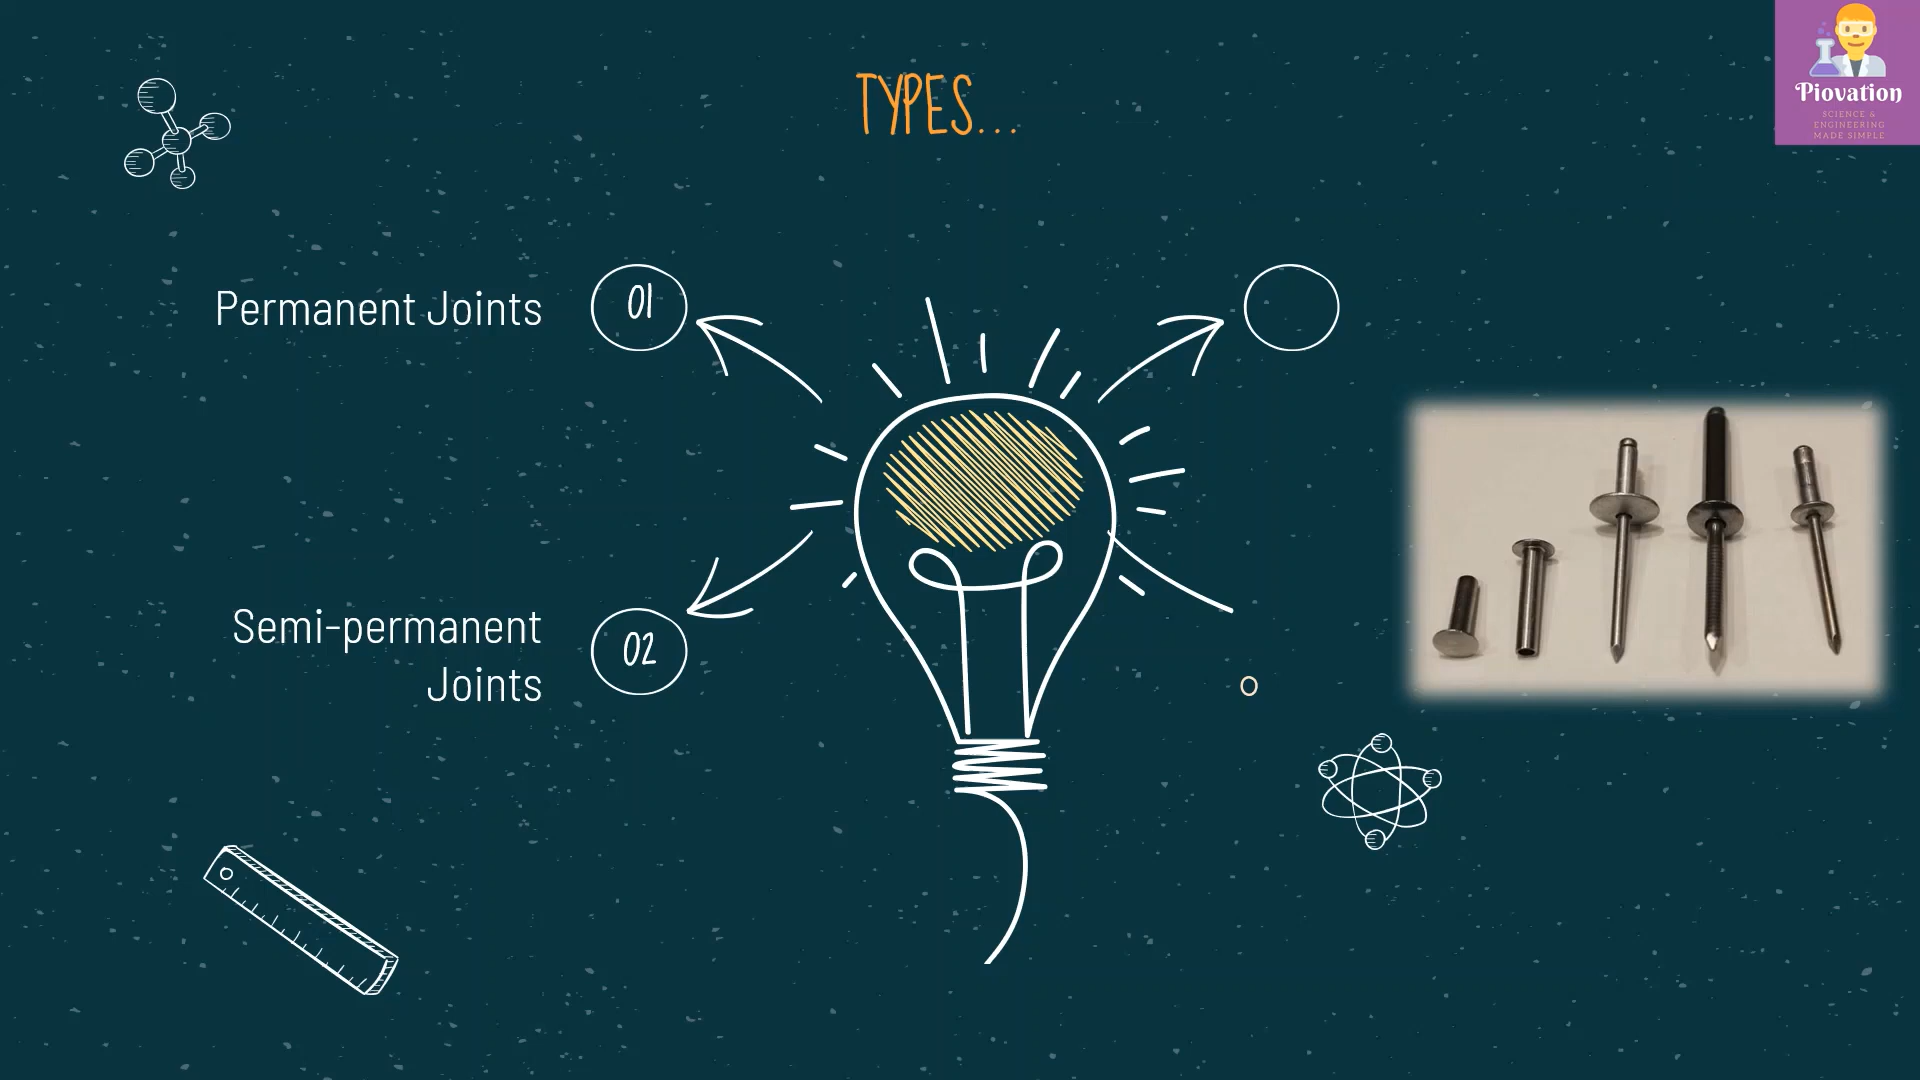 TYPES...
Piovation
SCIENCE &
ENGINEERING
MADE SIMPLE
Permanent Joints
01
Semi-permanent
Joints
02